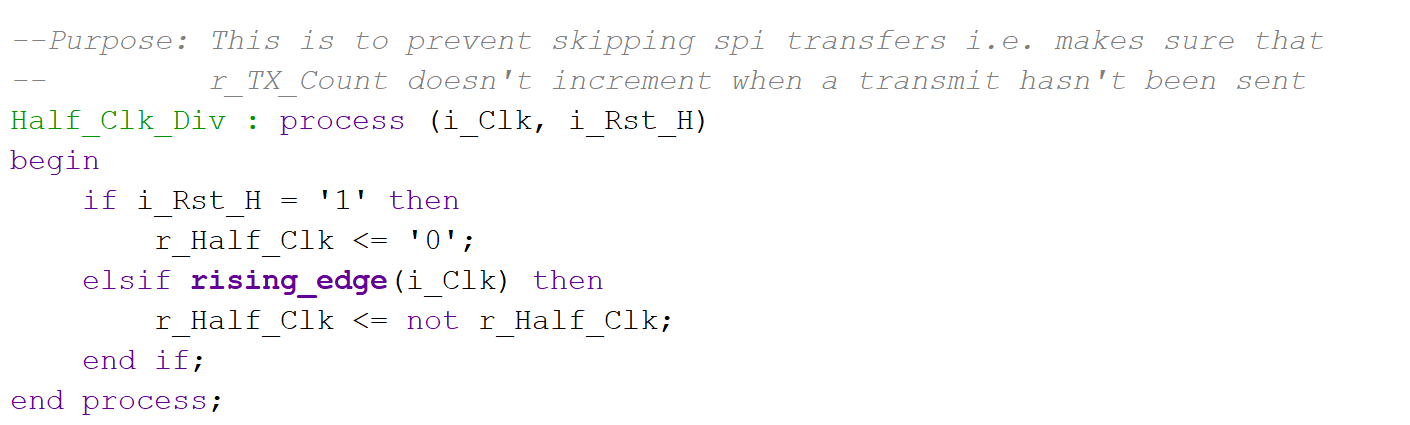 --Purpose: This is to prevent skipping spi transfers i.e. makes sure that
--         r_TX_Count doesn't increment when a transmit hasn't been sent
Half_Clk_Div : process (i_Clk, i_Rst_H)
begin
    if i_Rst_H = '1' then
        r_Half_Clk <= '0';
    elsif rising_edge(i_Clk) then
        r_Half_Clk <= not r_Half_Clk;
    end if;
end process;